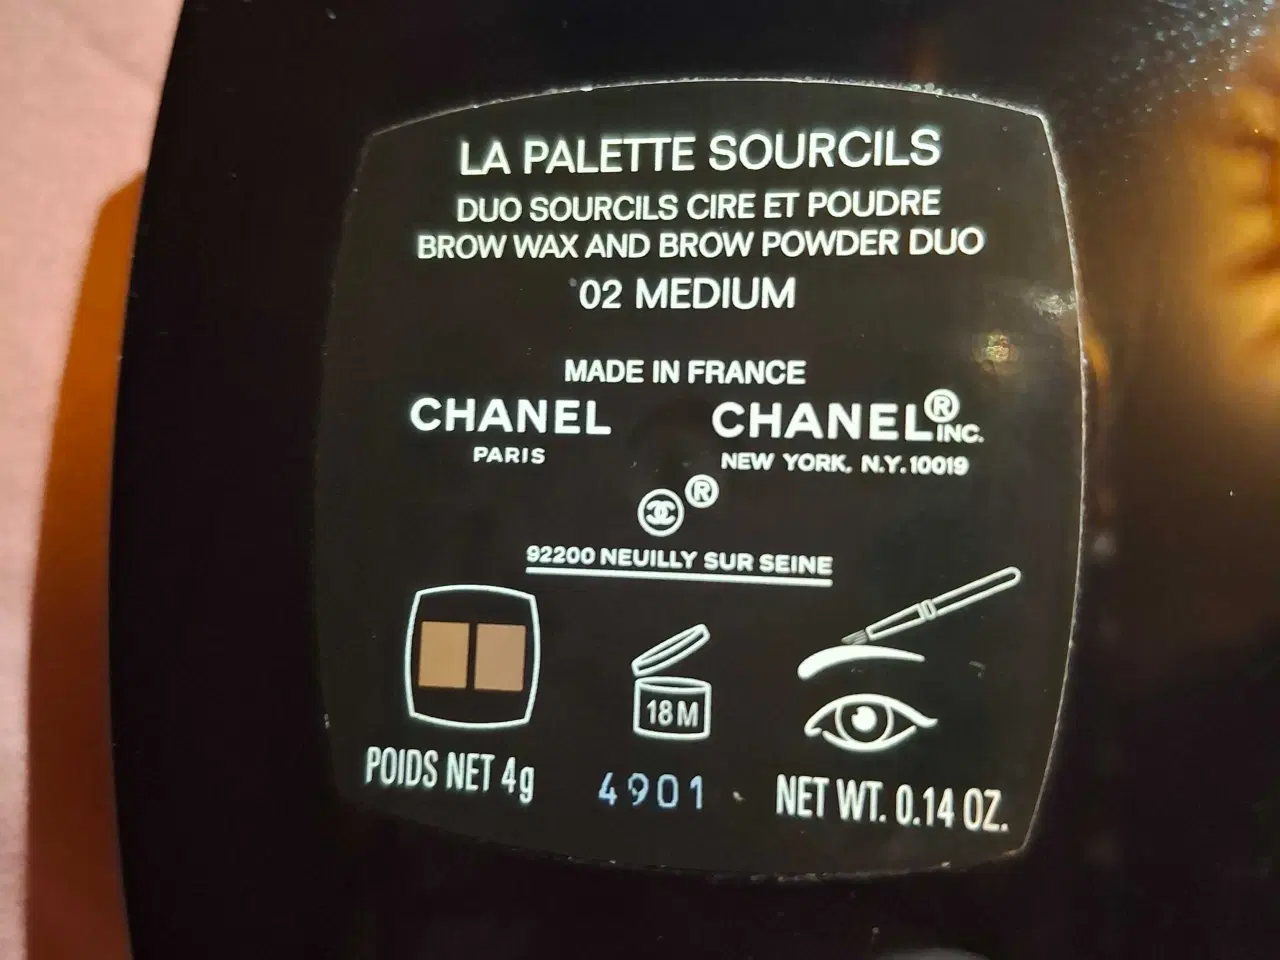 LA PALETTE SOURCILS
DUO SOURCILS CIRE ET POUDRE
BROW WAX AND BROW POWDER DUO
02 MEDIUM
MADE IN FRANCE
CHANEL CHANEL® INC.
PARIS NEW YORK, N.Y. 10019
®
92200 NEUILLY SUR SEINE
18M
POIDS NET 4g 4901 NET WT. 0.14 OZ.